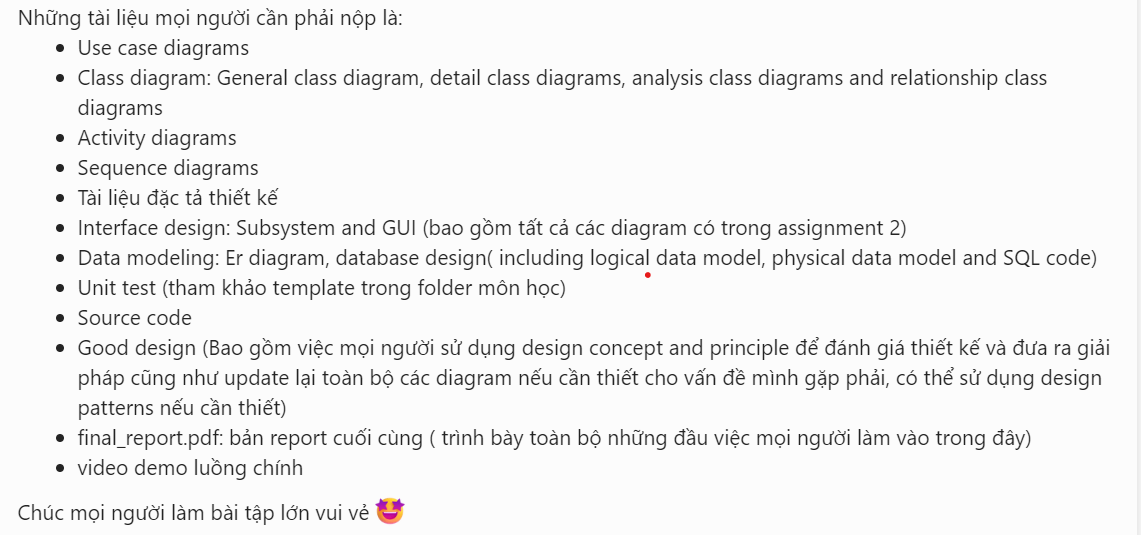 Những tài liệu mọi người cần phải nộp là:
• Use case diagrams
• Class diagram: General class diagram, detail class diagrams, analysis class diagrams and relationship class
diagrams
• Activity diagrams
• Sequence diagrams
• Tài liệu đặc tả thiết kế
• Interface design: Subsystem and GUI (bao gồm tất cả các diagram có trong assignment 2)
• Data modeling: Er diagram, database design( including logical data model, physical data model and SQL code)
• Unit test (tham khảo template trong folder môn học)
• Source code
• Good design (Bao gồm việc mọi người sử dụng design concept and principle để đánh giá thiết kế và đưa ra giải
pháp cũng như update lại toàn bộ các diagram nếu cần thiết cho vấn đề mình gặp phải, có thể sử dụng design
patterns nếu cần thiết)
• final_report.pdf: bản report cuối cùng ( trình bày toàn bộ những đầu việc mọi người làm vào trong đây)
• video demo luồng chính
Chúc mọi người làm bài tập lớn vui vẻ 🤩